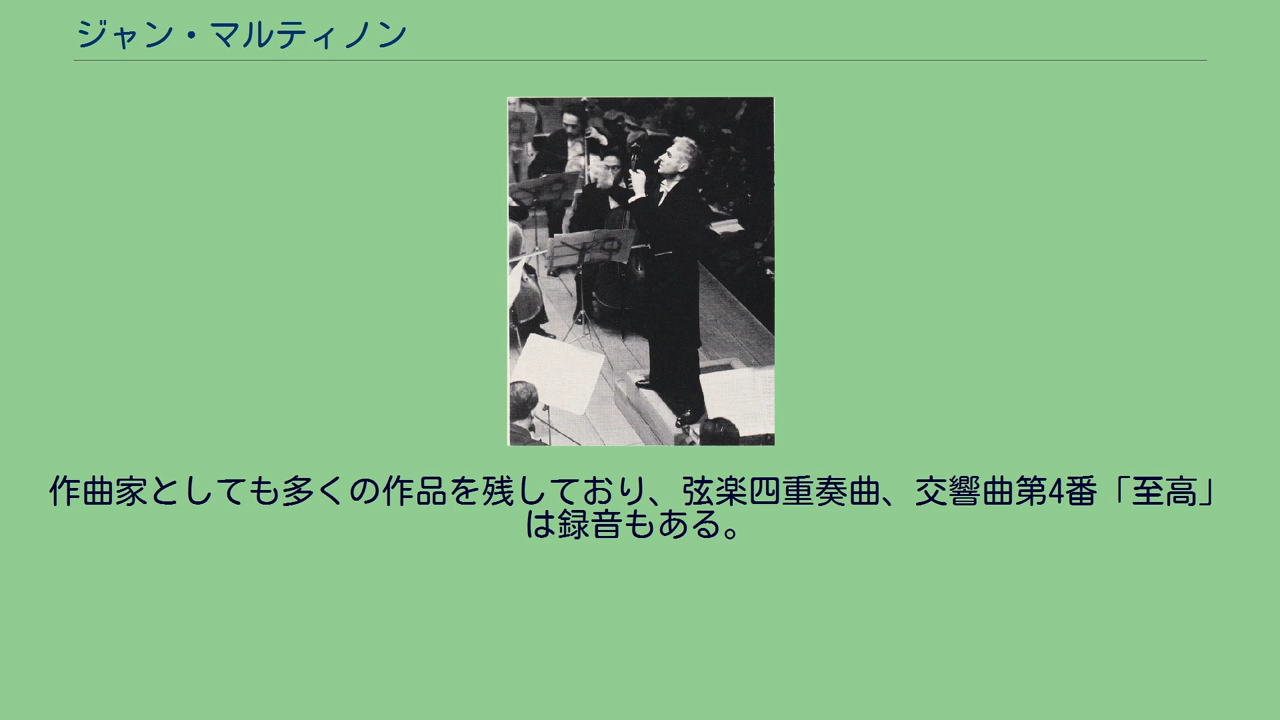 ジャン・マルティノン
作曲家としても多くの作品を残しており、弦楽四重奏曲、交響曲第4番「至高」
は録音もある。